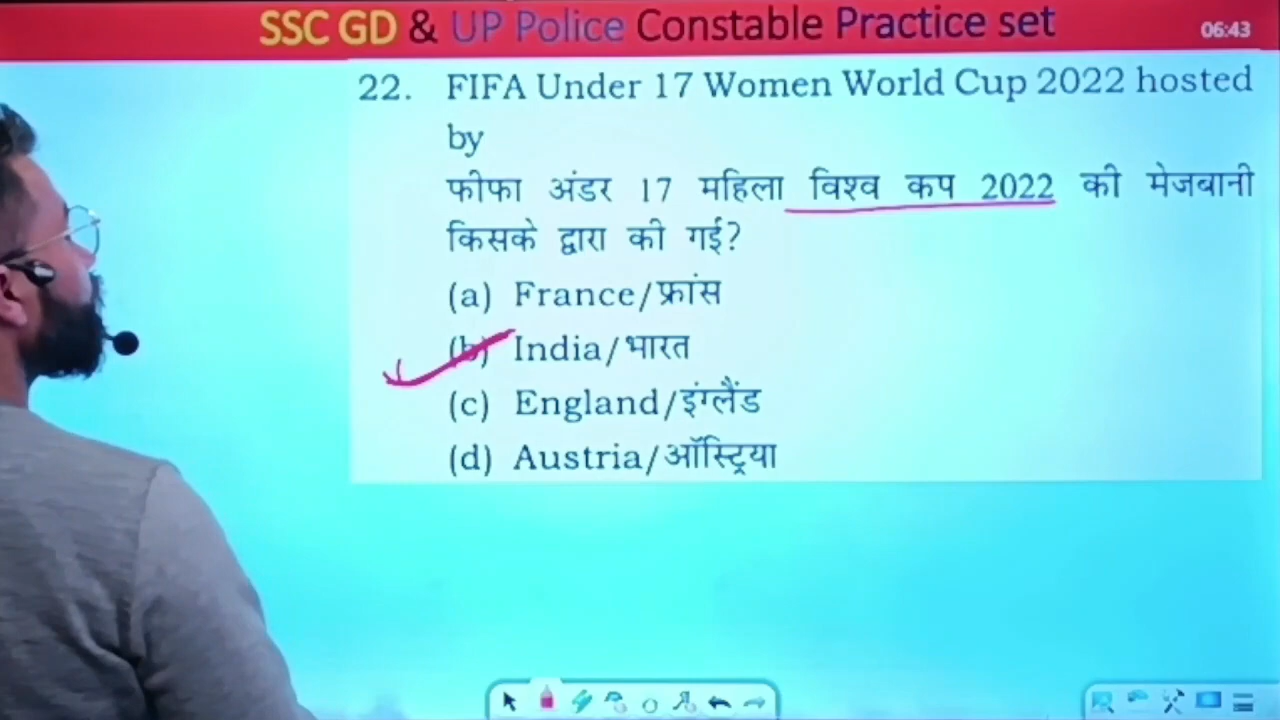 SSC GD & UP Police Constable Practice set
06:43
22. FIFA Under 17 Women World Cup 2022 hosted
by
फीफा अंडर 17 महिला विश्व कप 2022 की मेजबानी
किसके द्वारा की गई?
(a) France/फ्रांस
(b) India/भारत
(c) England/इंग्लैंड
(d) Austria/ऑस्ट्रिया